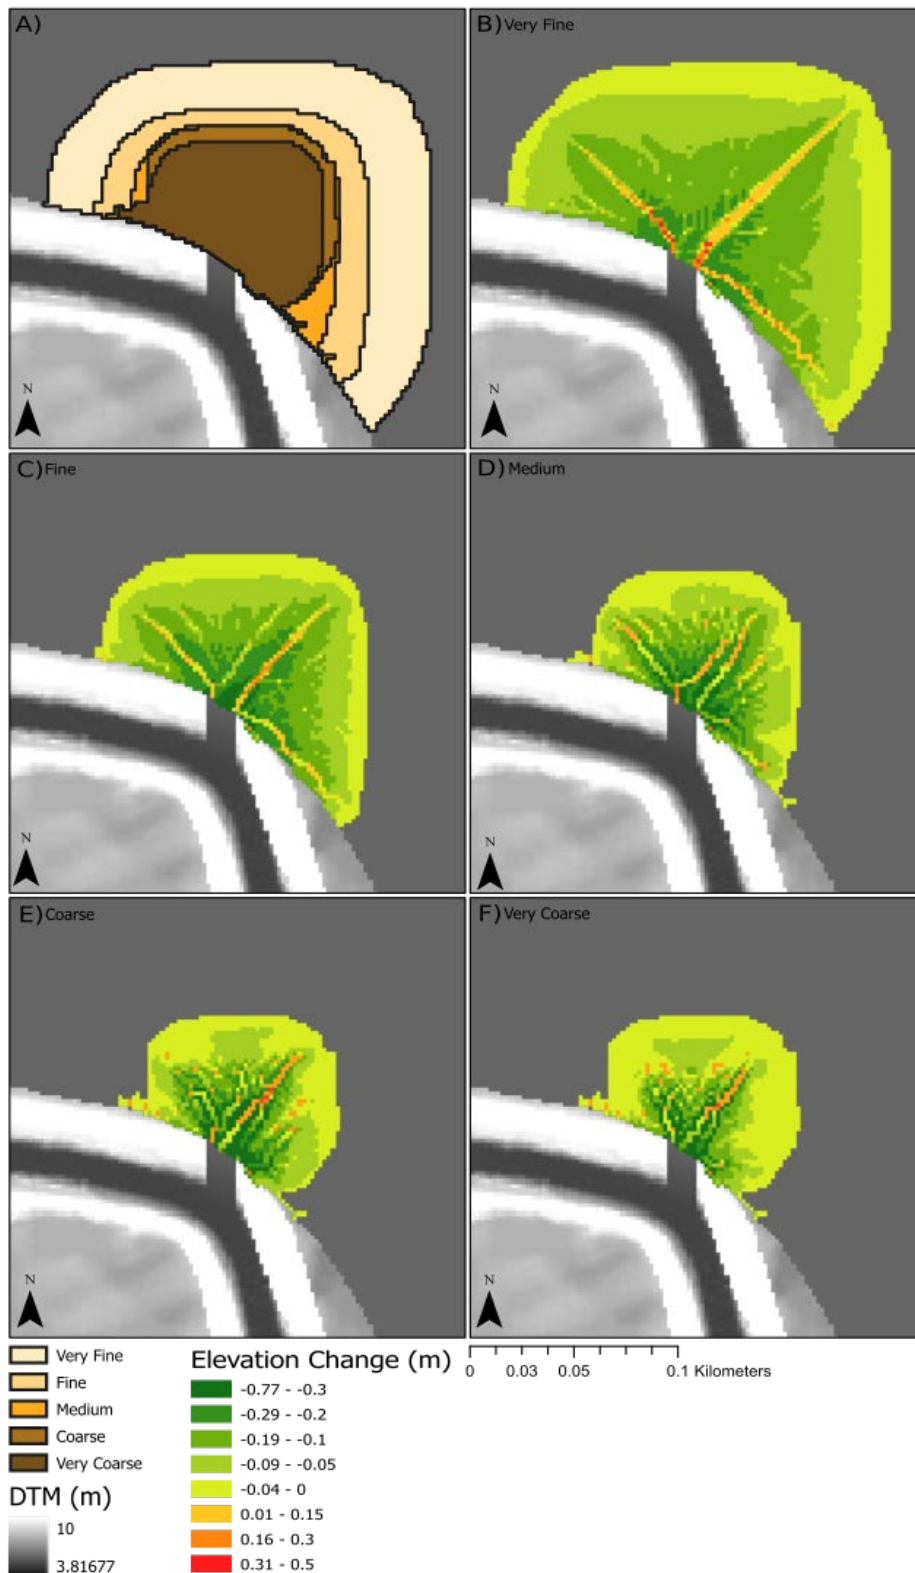 A)
B) Very Fine
N
N
C) Fine
D) Medium
N
N
E) Coarse
F) Very Coarse
N
N
Very Fine
Fine
Medium
Coarse
Very Coarse
DTM (m)
10
3.81677
Elevation Change (m)
-0.77 - -0.3
-0.29 - -0.2
-0.19 - -0.1
-0.09 - -0.05
-0.04 - 0
0.01 - 0.15
0.16 - 0.3
0.31 - 0.5
0 0.03 0.05 0.1 Kilometers